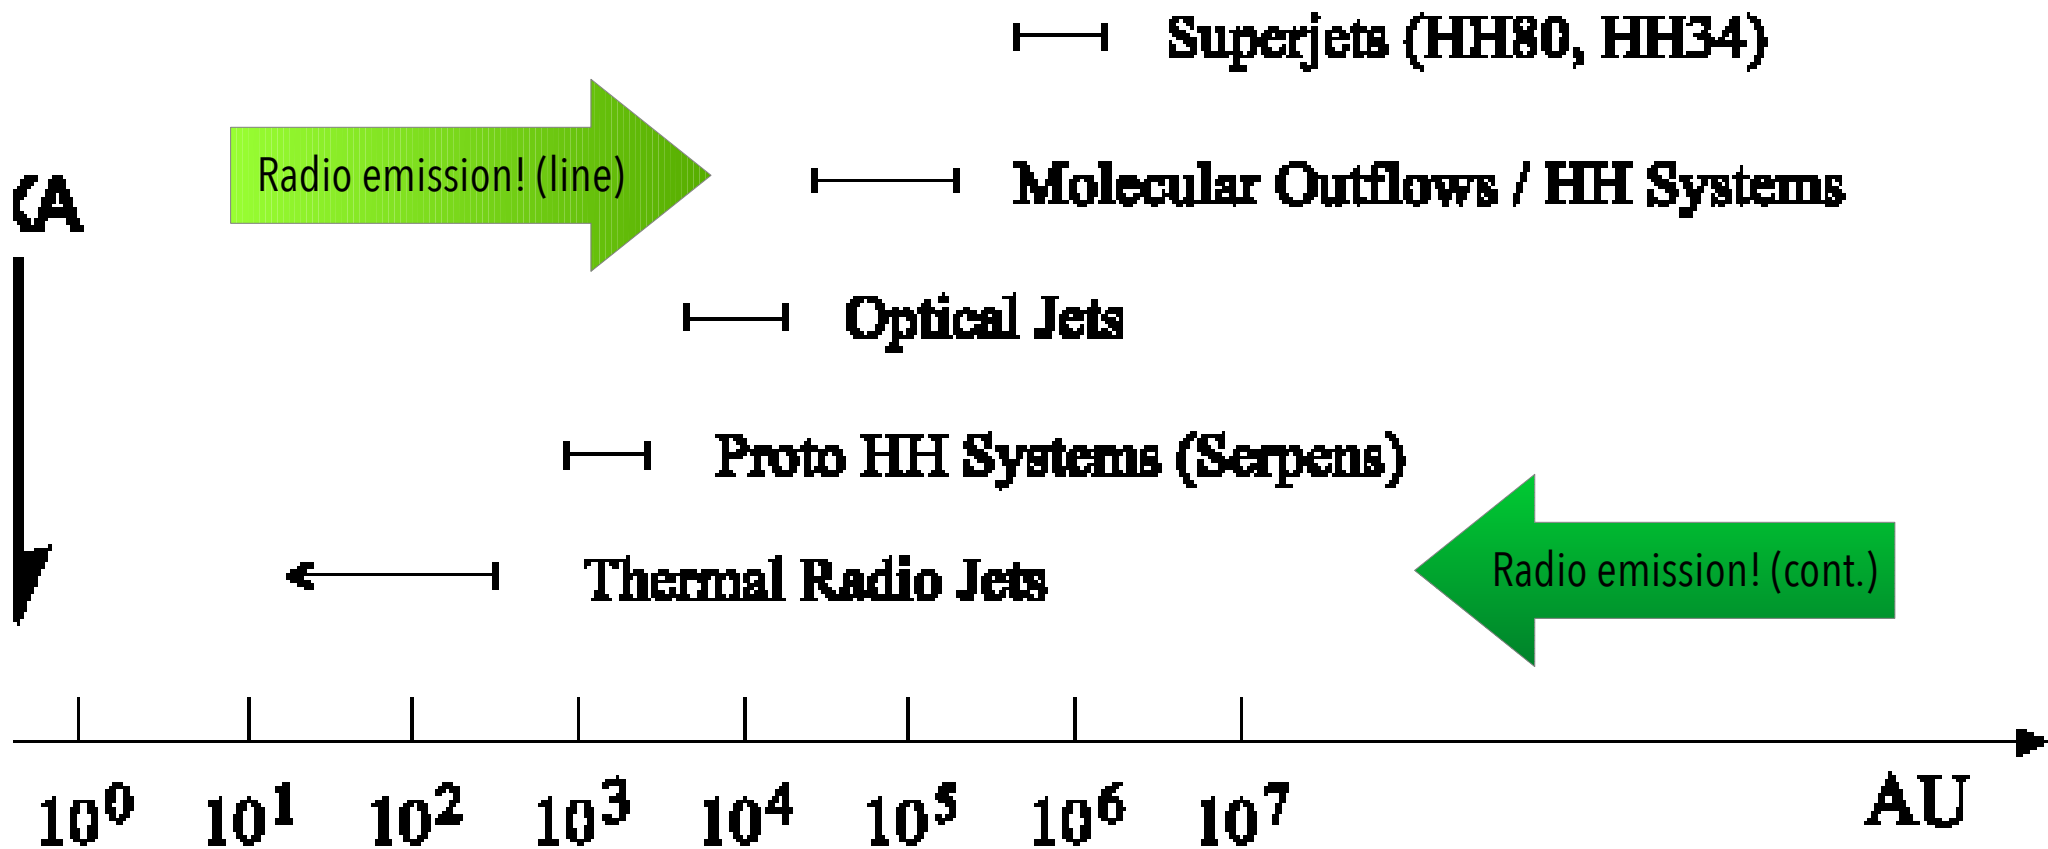 Superjets (HH80, HH34)
Radio emission! (line)
Molecular Outflows / HH Systems
Optical Jets
Proto HH Systems (Serpens)
Radio emission! (cont.)
Thermal Radio Jets
10⁰ 10¹ 10² 10³ 10⁴ 10⁵ 10⁶ 10⁷ AU